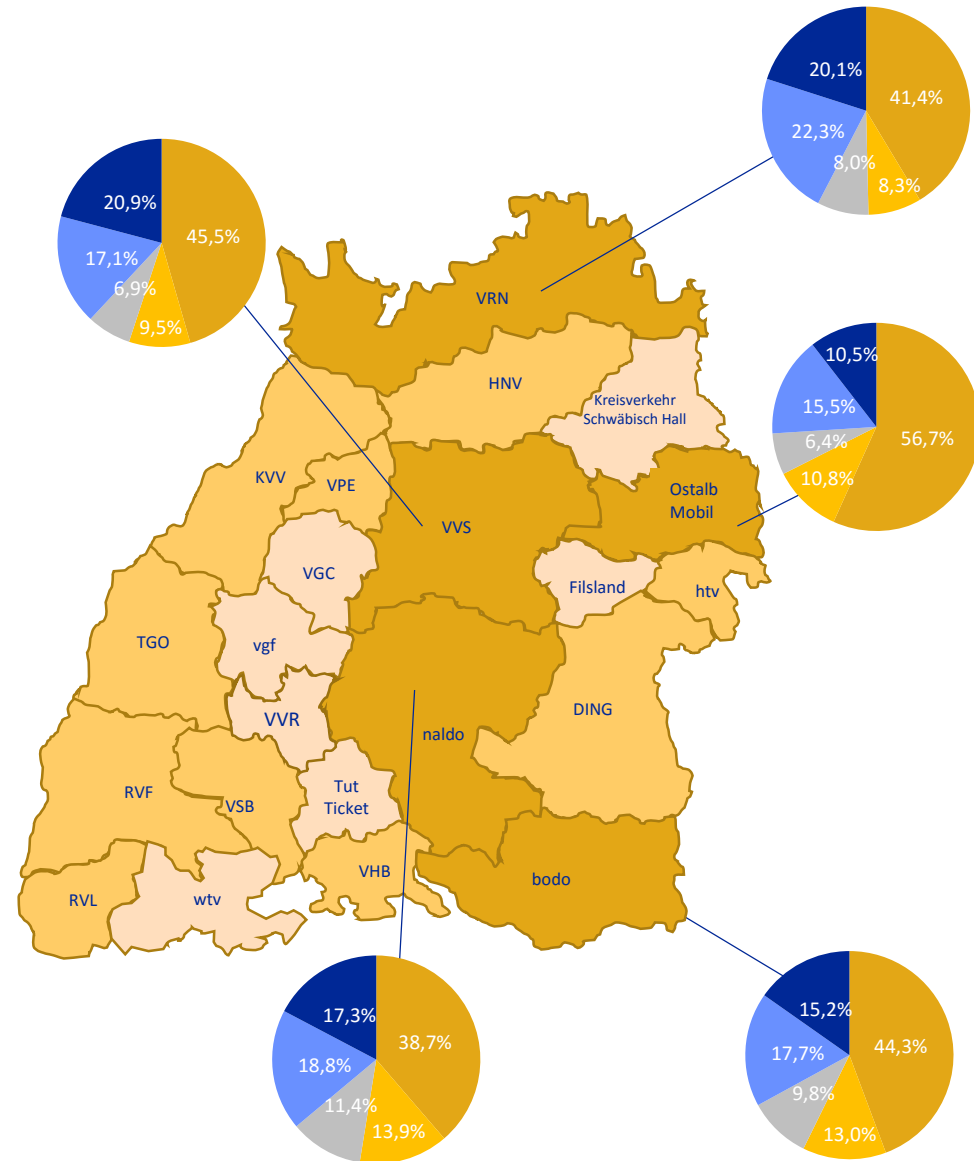 20,1%
41,4%
22,3%
8,0%
8,3%
20,9%
45,5%
17,1%
6,9%
9,5%
VRN
HNV
Kreisverkehr
Schwäbisch Hall
10,5%
15,5%
56,7%
6,4%
10,8%
KVV
VPE
VVS
Ostalb
Mobil
VGC
Filsland
htv
TGO
vgf
VVR
naldo
DING
RVF
VSB
Tut
Ticket
VHB
bodo
RVL
wtv
17,3%
38,7%
18,8%
11,4%
13,9%
15,2%
44,3%
17,7%
9,8%
13,0%